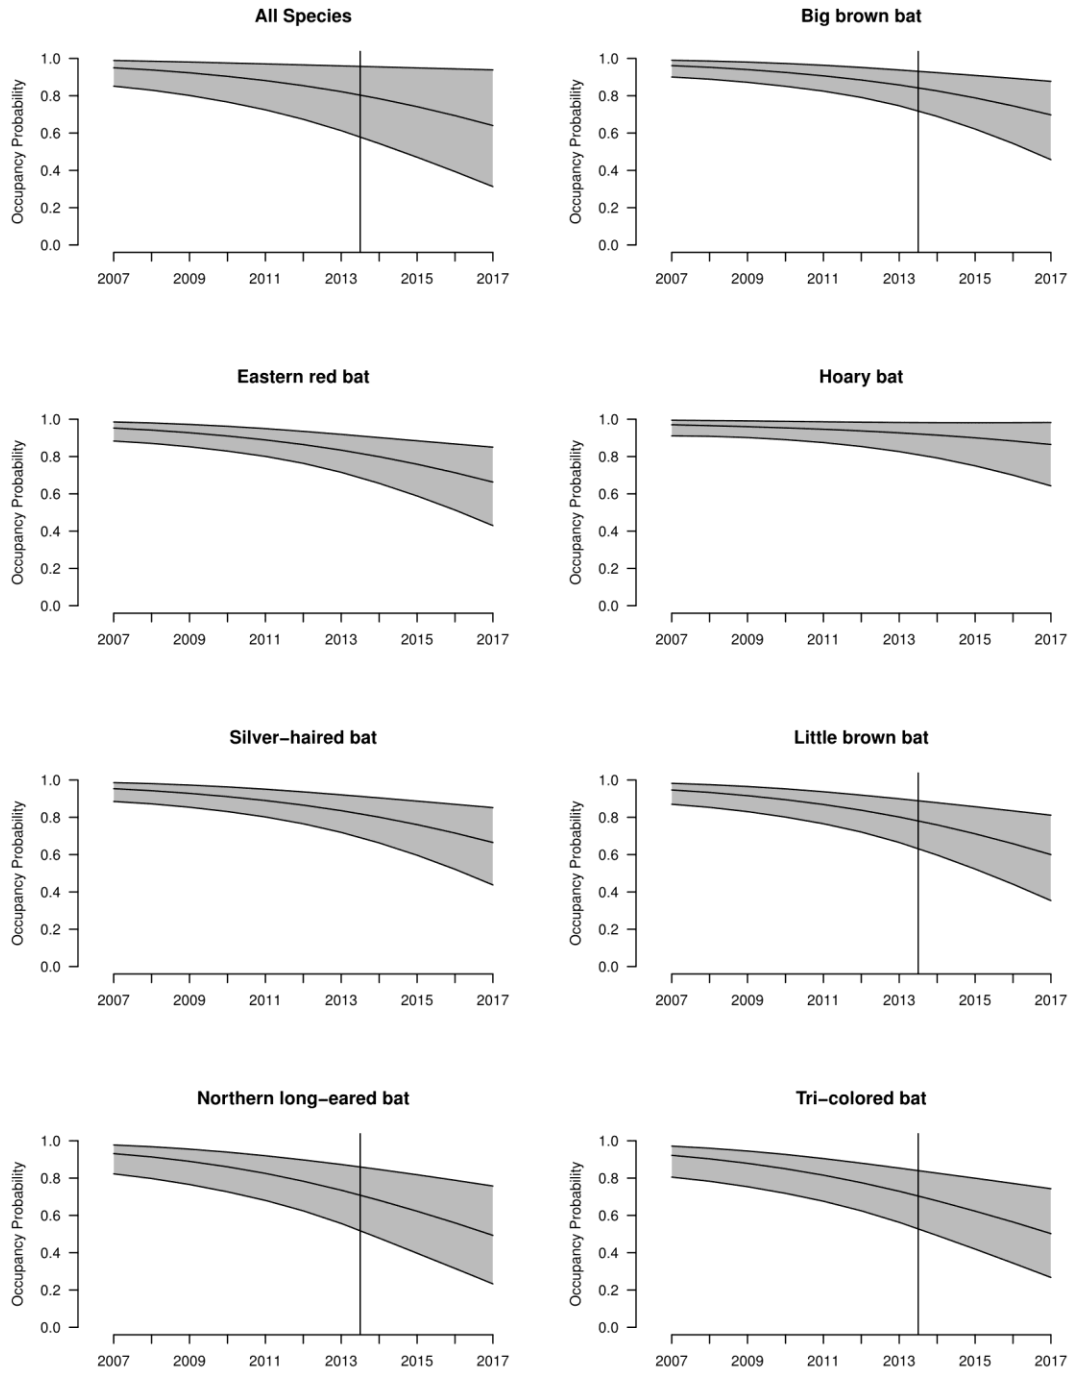 All Species
Occupancy Probability
1.0
0.8
0.6
0.4
0.2
0.0
2007 2009 2011 2013 2015 2017
Big brown bat
Occupancy Probability
1.0
0.8
0.6
0.4
0.2
0.0
2007 2009 2011 2013 2015 2017
Eastern red bat
Occupancy Probability
1.0
0.8
0.6
0.4
0.2
0.0
2007 2009 2011 2013 2015 2017
Hoary bat
Occupancy Probability
1.0
0.8
0.6
0.4
0.2
0.0
2007 2009 2011 2013 2015 2017
Silver−haired bat
Occupancy Probability
1.0
0.8
0.6
0.4
0.2
0.0
2007 2009 2011 2013 2015 2017
Little brown bat
Occupancy Probability
1.0
0.8
0.6
0.4
0.2
0.0
2007 2009 2011 2013 2015 2017
Northern long−eared bat
Occupancy Probability
1.0
0.8
0.6
0.4
0.2
0.0
2007 2009 2011 2013 2015 2017
Tri−colored bat
Occupancy Probability
1.0
0.8
0.6
0.4
0.2
0.0
2007 2009 2011 2013 2015 2017